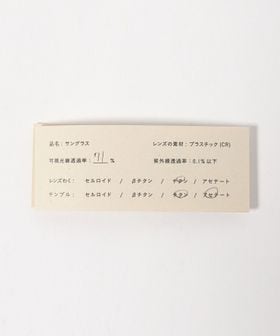 品名：サングラス　レンズの素材：プラスチック(CR)
可視光線透過率：71％　紫外線透過率：0.1％以下
レンズわく：セルロイド / βチタン / チタン / アセテート
テンプル：セルロイド / βチタン / チタン / アセテート